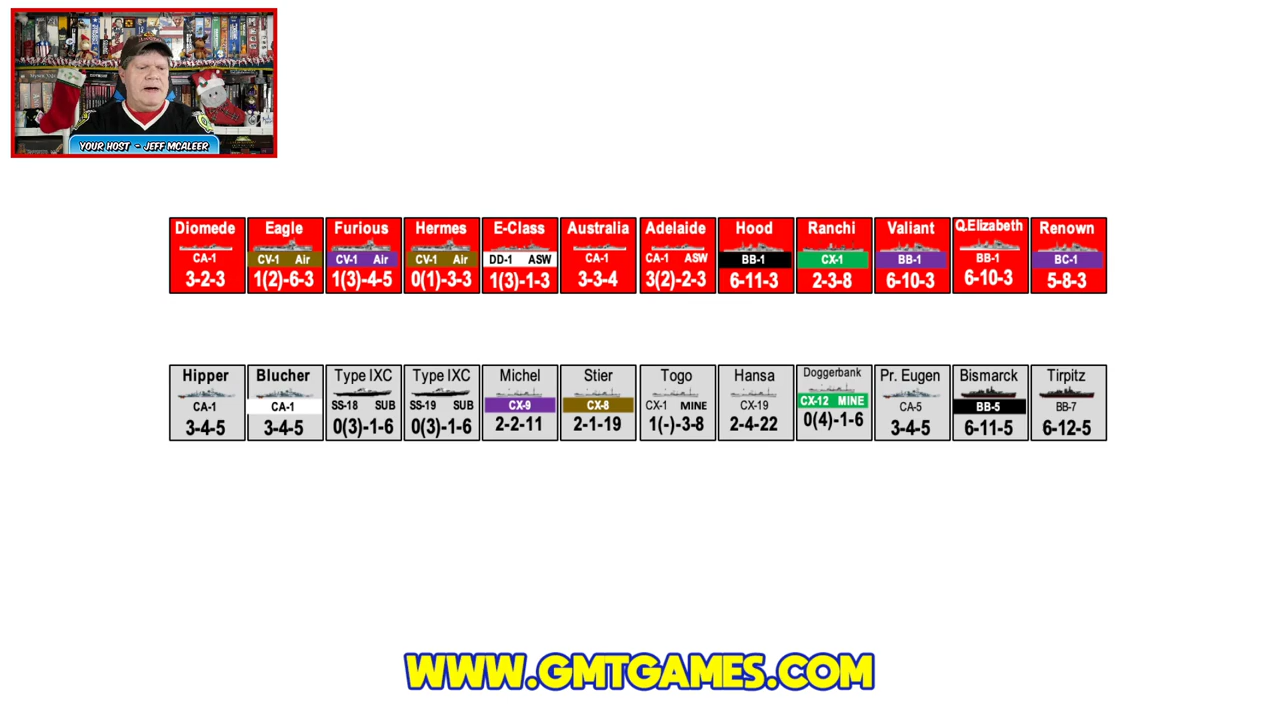 YOUR HOST - JEFF MCALEER
Diomede
CA-1
3-2-3
Eagle
CV-1 Air
1(2)-6-3
Furious
CV-1 Air
1(3)-4-5
Hermes
CV-1 Air
0(1)-3-3
E-Class
DD-1 ASW
1(3)-1-3
Australia
CA-1
3-3-4
Adelaide
CA-1 ASW
3(2)-2-3
Hood
BB-1
6-11-3
Ranchi
CX-1
2-3-8
Valiant
BB-1
6-10-3
Q.Elizabeth
BB-1
6-10-3
Renown
BC-1
5-8-3
Hipper
CA-1
3-4-5
Blucher
CA-1
3-4-5
Type IXC
SS-18 SUB
0(3)-1-6
Type IXC
SS-19 SUB
0(3)-1-6
Michel
CX-9
2-2-11
Stier
CX-8
2-1-19
Togo
CX-1 MINE
1(-)-3-8
Hansa
CX-19
2-4-22
Doggerbank
CX-12 MINE
0(4)-1-6
Pr. Eugen
CA-5
3-4-5
Bismarck
BB-5
6-11-5
Tirpitz
BB-7
6-12-5
WWW.GMTGAMES.COM